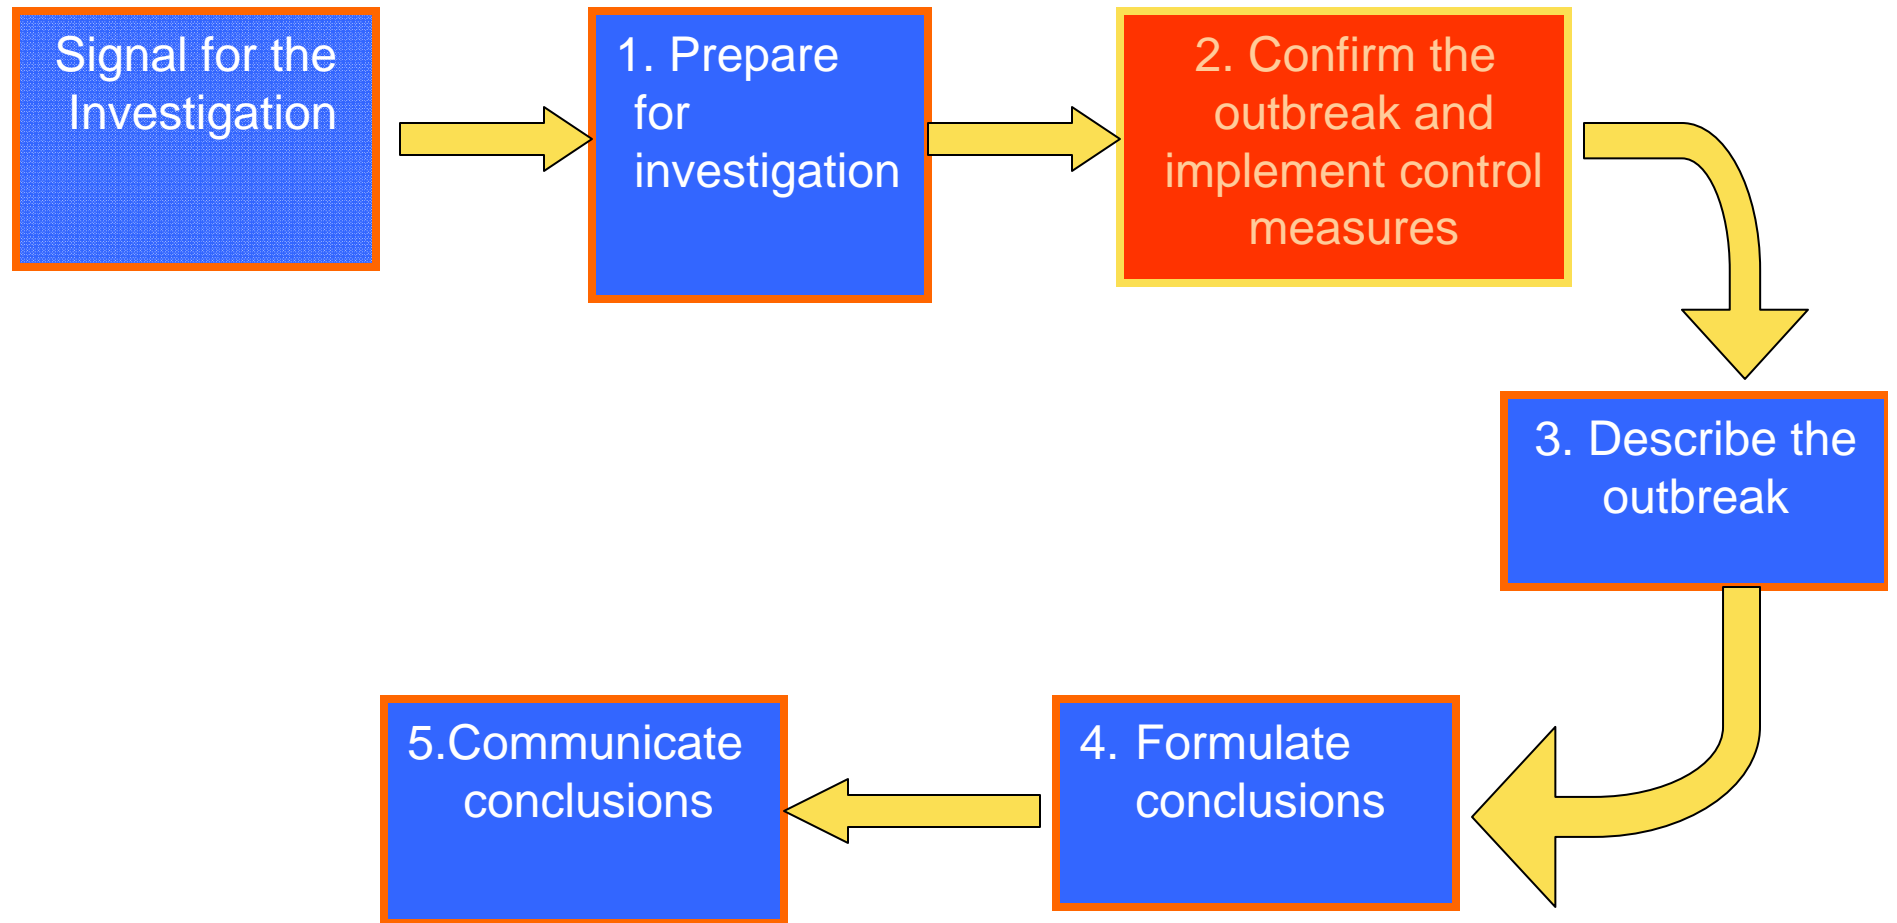 Signal for the
Investigation
1. Prepare
for
investigation
2. Confirm the
outbreak and
implement control
measures
3. Describe the
outbreak
4. Formulate
conclusions
5.Communicate
conclusions